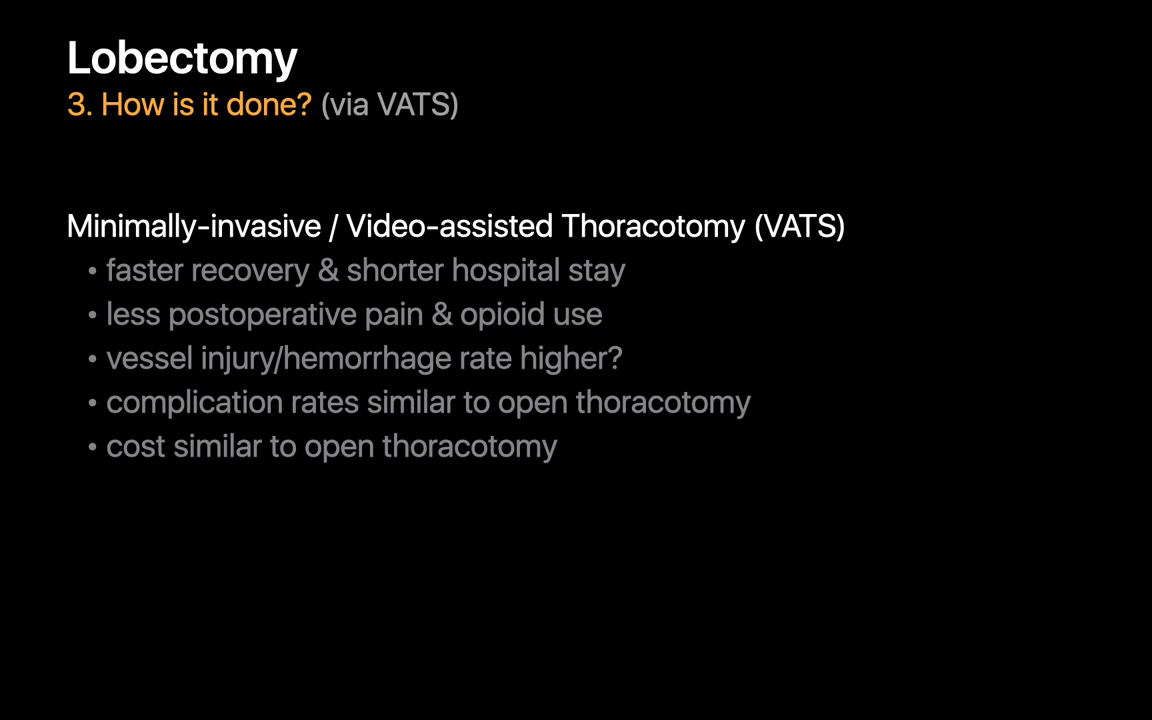 Lobectomy
3. How is it done? (via VATS)
Minimally-invasive / Video-assisted Thoracotomy (VATS)
• faster recovery & shorter hospital stay
• less postoperative pain & opioid use
• vessel injury/hemorrhage rate higher?
• complication rates similar to open thoracotomy
• cost similar to open thoracotomy